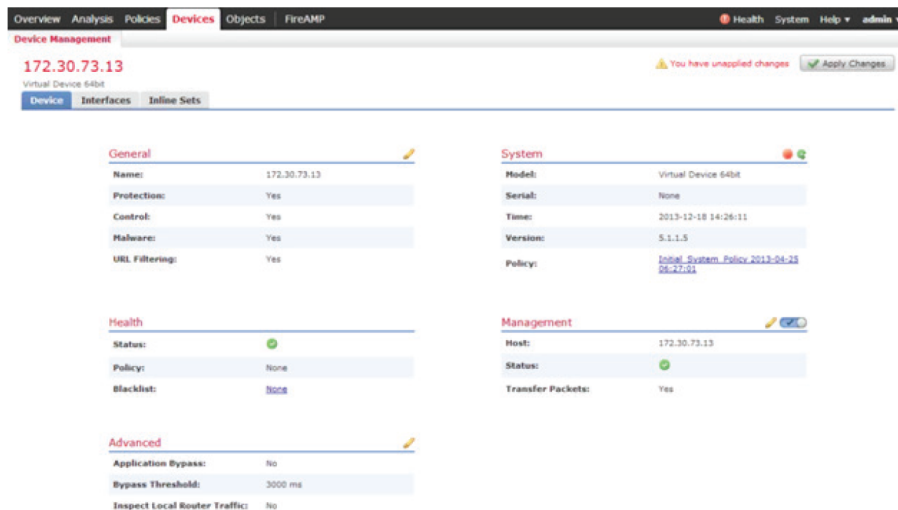 Overview Analysis Policies Devices Objects FireAMP Health System Help admin
Device Management
172.30.73.13
Virtual Device 64bit
You have unapplied changes Apply Changes
Device Interfaces Inline Sets
General
Name: 172.30.73.13
Protection: Yes
Control: Yes
Malware: Yes
URL Filtering: Yes
System
Model: Virtual Device 64bit
Serial: None
Time: 2013-12-18 14:26:11
Version: 5.1.1.5
Policy: Initial_System_Policy 2013-04-25
06:27:01
Health
Status:
Policy: None
Blacklist: None
Management
Host: 172.30.73.13
Status:
Transfer Packets: Yes
Advanced
Application Bypass: No
Bypass Threshold: 3000 ms
Inspect Local Router Traffic: No